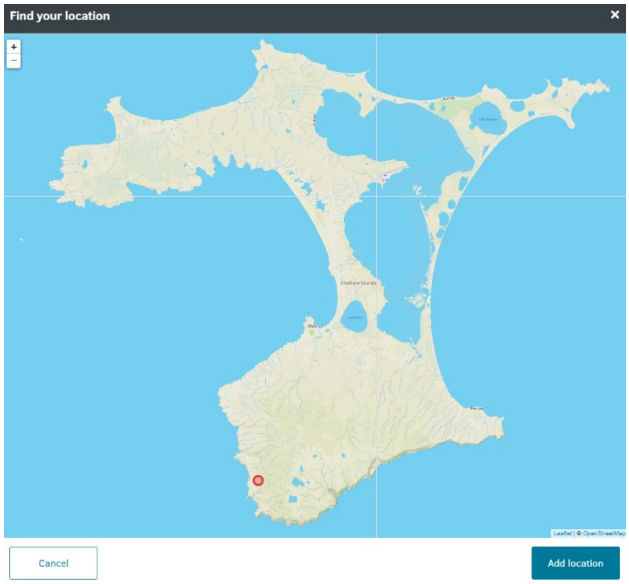 Find your location
×
+
−
Chatham Islands
Leaflet | © OpenStreetMap
Cancel
Add location